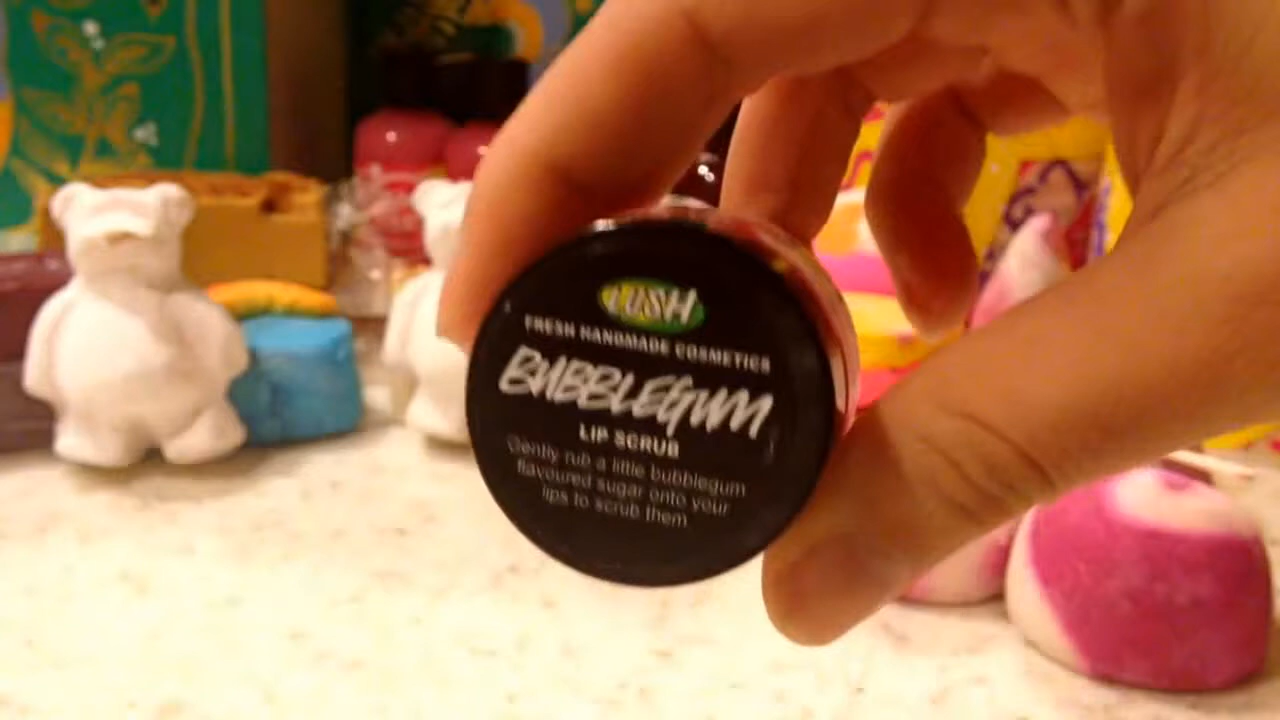 LUSH
FRESH HANDMADE COSMETICS
BUBBLEGUM
LIP SCRUB
Gently rub a little bubblegum
flavoured sugar onto your
lips to scrub them